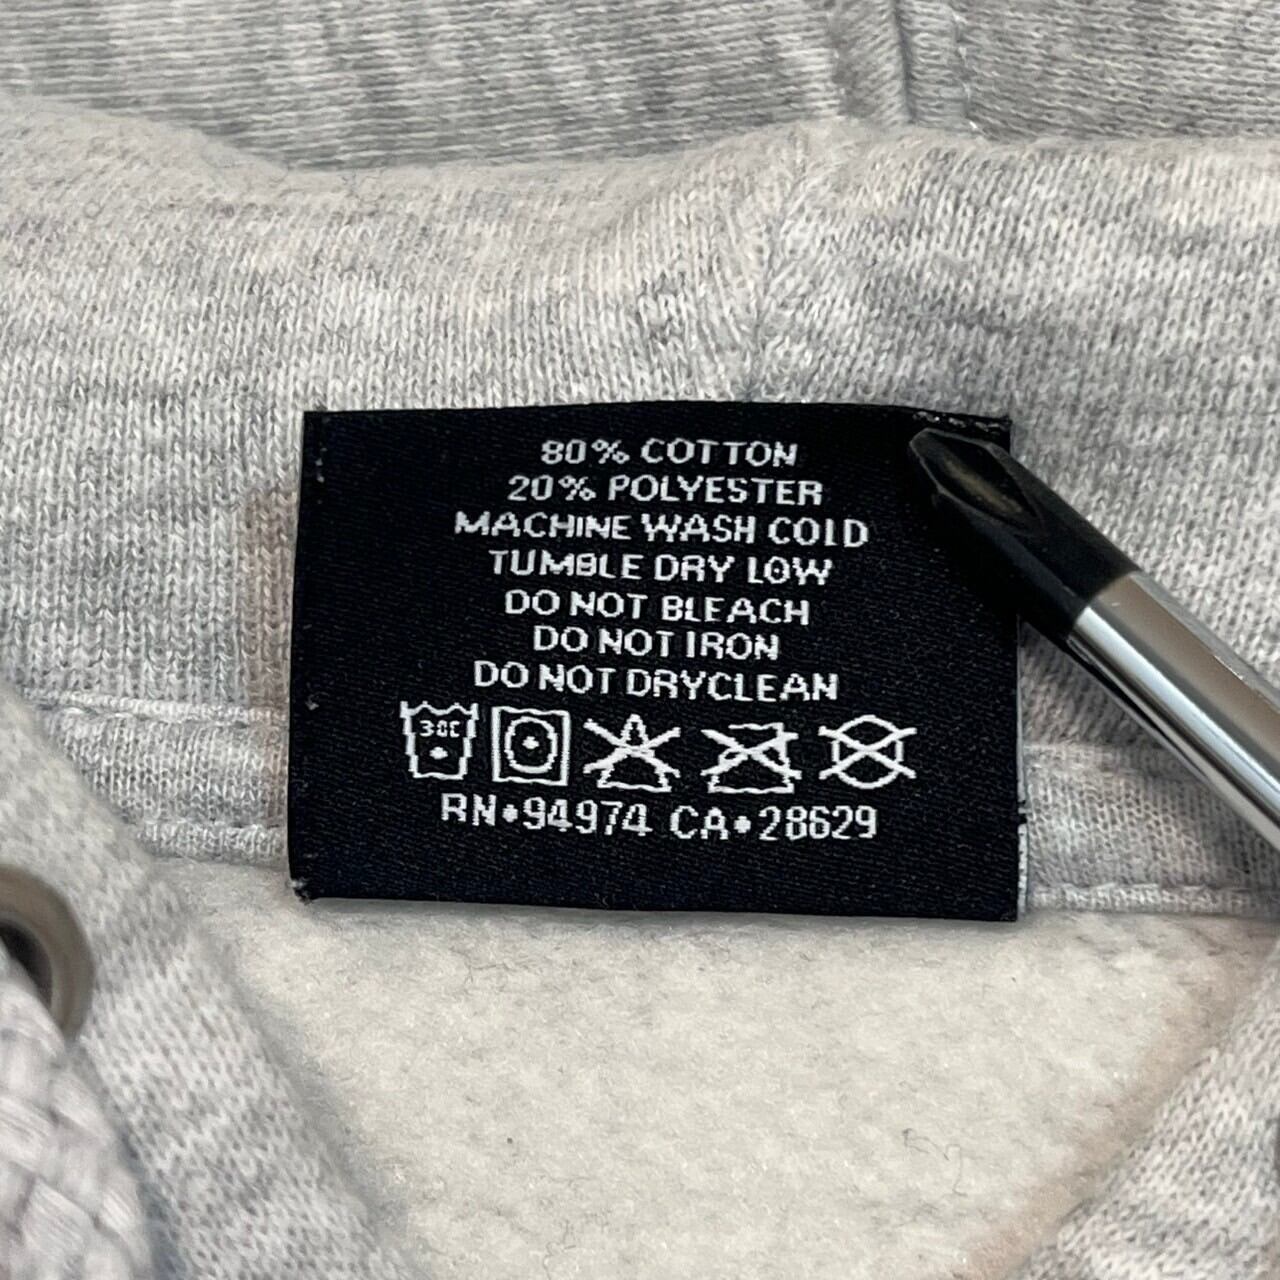 80% COTTON
20% POLYESTER
MACHINE WASH COLD
TUMBLE DRY LOW
DO NOT BLEACH
DO NOT IRON
DO NOT DRYCLEAN
30C
RN•94974 CA•28629